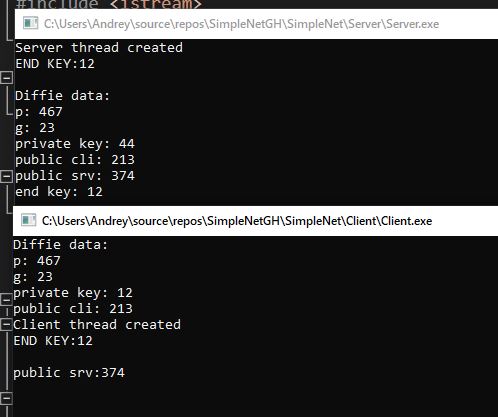 #include <istream>
C:\Users\Andrey\source\repos\SimpleNetGH\SimpleNet\Server\Server.exe
Server thread created
END KEY:12
Diffie data:
p: 467
g: 23
private key: 44
public cli: 213
public srv: 374
end key: 12
C:\Users\Andrey\source\repos\SimpleNetGH\SimpleNet\Client\Client.exe
Diffie data:
p: 467
g: 23
private key: 12
public cli: 213
Client thread created
END KEY:12
public srv:374